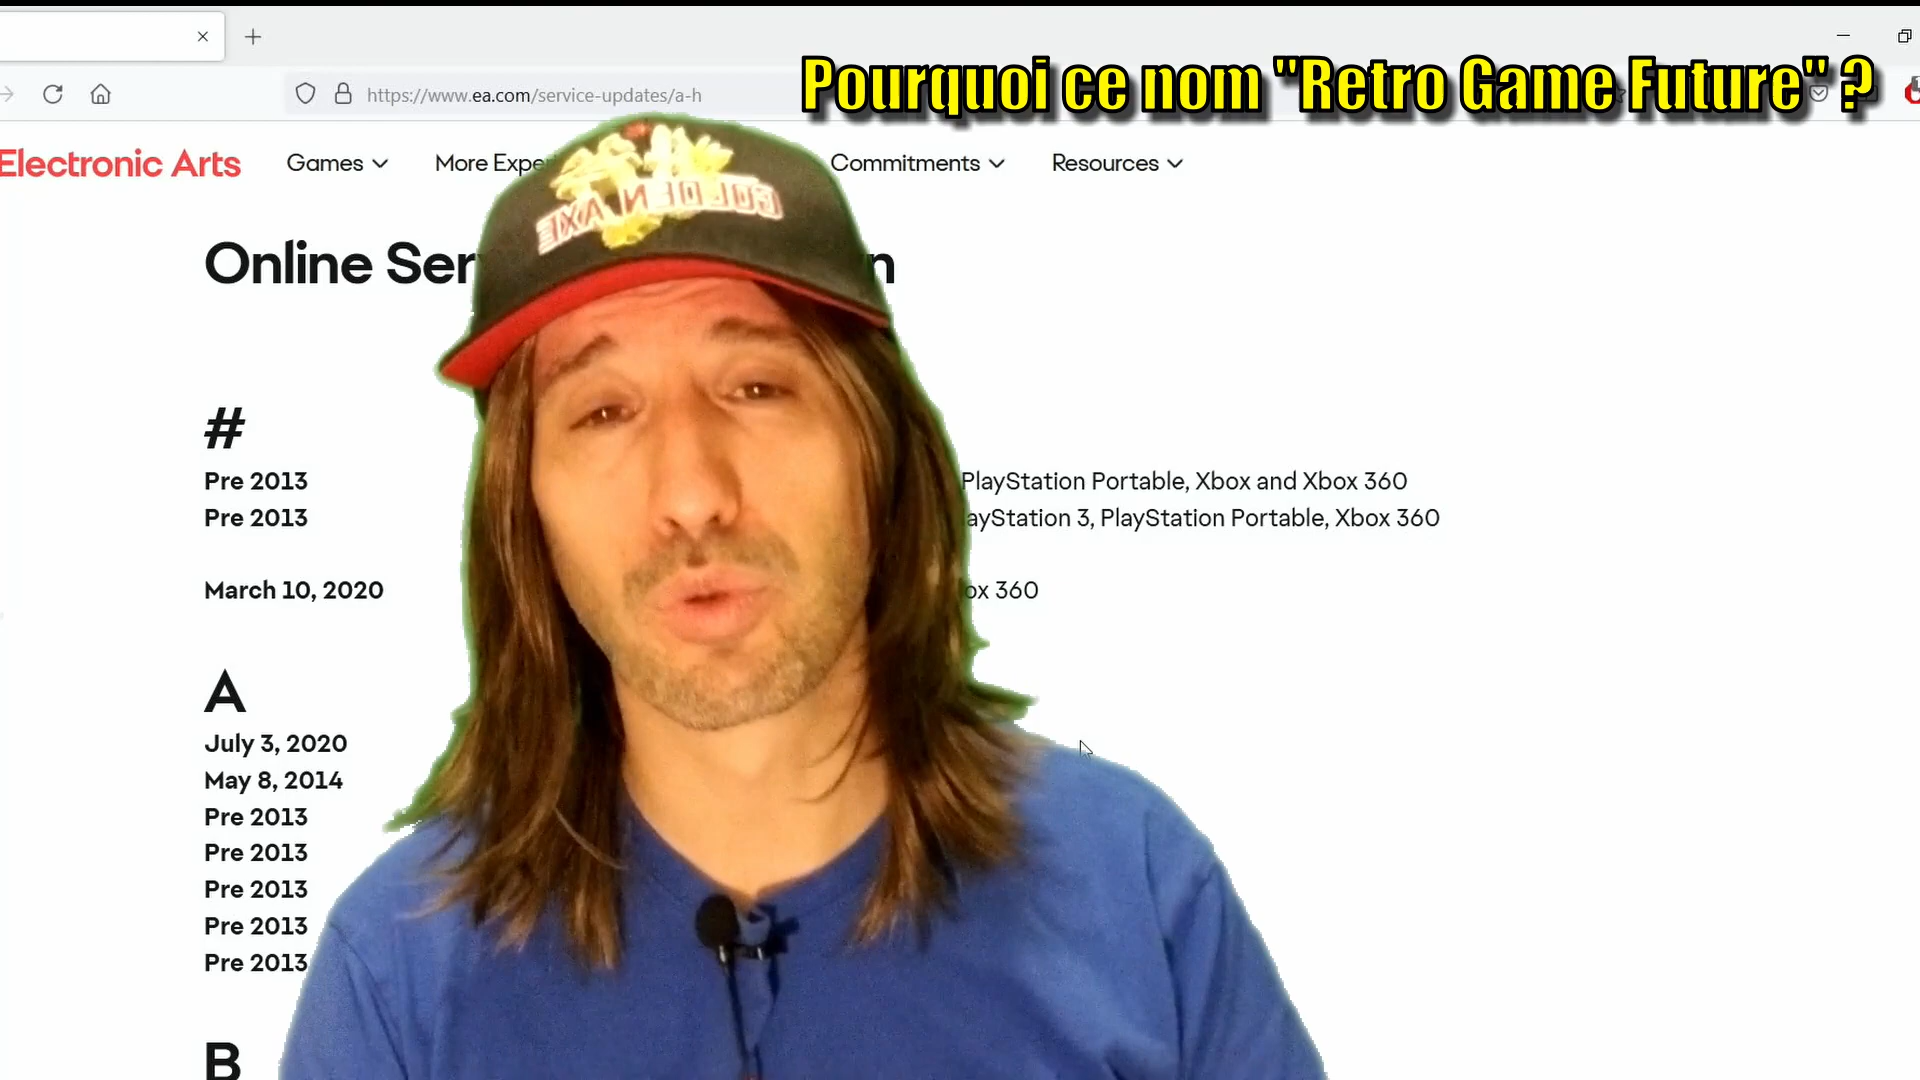 https://www.ea.com/service-updates/a-h
Pourquoi ce nom "Retro Game Future" ?
Electronic Arts
Games
More Expe
Commitments
Resources
GOLDEN AXE
Online Ser
n
#
Pre 2013
PlayStation Portable, Xbox and Xbox 360
Pre 2013
ayStation 3, PlayStation Portable, Xbox 360
March 10, 2020
ox 360
A
July 3, 2020
May 8, 2014
Pre 2013
Pre 2013
Pre 2013
Pre 2013
Pre 2013
B